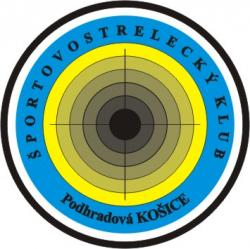 ŠPORTOVOSTRELECKÝ KLUB
Podhradová KOŠICE